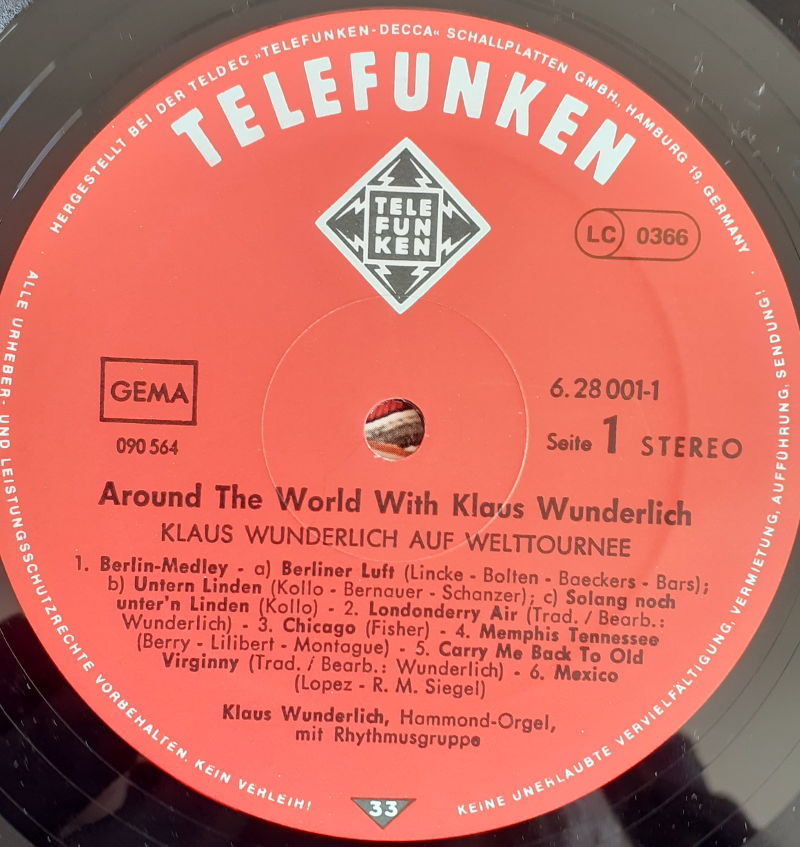 HERGESTELLT BEI DER TELDEC »TELEFUNKEN-DECCA« SCHALLPLATTEN GMBH., HAMBURG 19, GERMANY
TELEFUNKEN
TELE
FUN
KEN
LC 0366
GEMA
090 564
6.28 001-1
Seite 1 STEREO
Around The World With Klaus Wunderlich
KLAUS WUNDERLICH AUF WELTTOURNEE
1. Berlin-Medley - a) Berliner Luft (Lincke - Bolten - Baeckers - Bars);
b) Untern Linden (Kollo - Bernauer - Schanzer); c) Solang noch
unter'n Linden (Kollo) - 2. Londonderry Air (Trad. / Bearb.:
Wunderlich) - 3. Chicago (Fisher) - 4. Memphis Tennessee
(Berry - Lilibert - Montague) - 5. Carry Me Back To Old
Virginny (Trad. / Bearb.: Wunderlich) - 6. Mexico
(Lopez - R. M. Siegel)
Klaus Wunderlich, Hammond-Orgel,
mit Rhythmusgruppe
33
ALLE URHEBER- UND LEISTUNGSSCHUTZRECHTE VORBEHALTEN. KEIN VERLEIH!
KEINE UNERLAUBTE VERVIELFÄLTIGUNG, VERMIETUNG, AUFFÜHRUNG, SENDUNG!